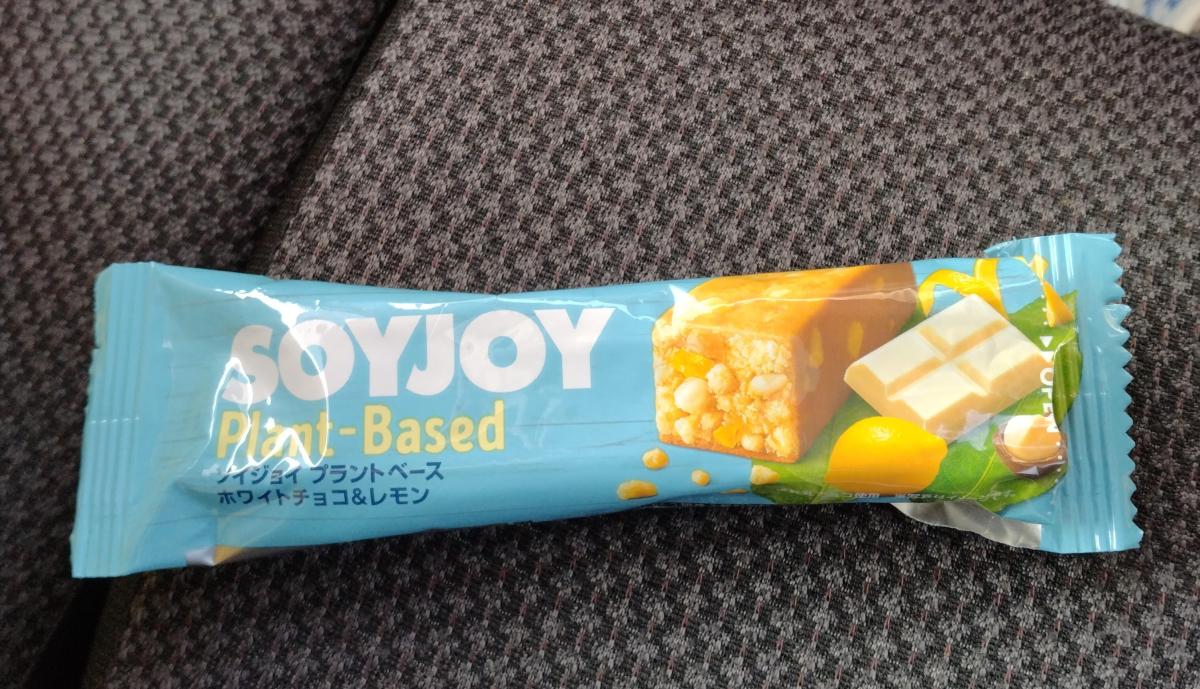 SOYJOY
Plant-Based
ソイジョイ プラントベース
ホワイトチョコ&レモン
OPEN